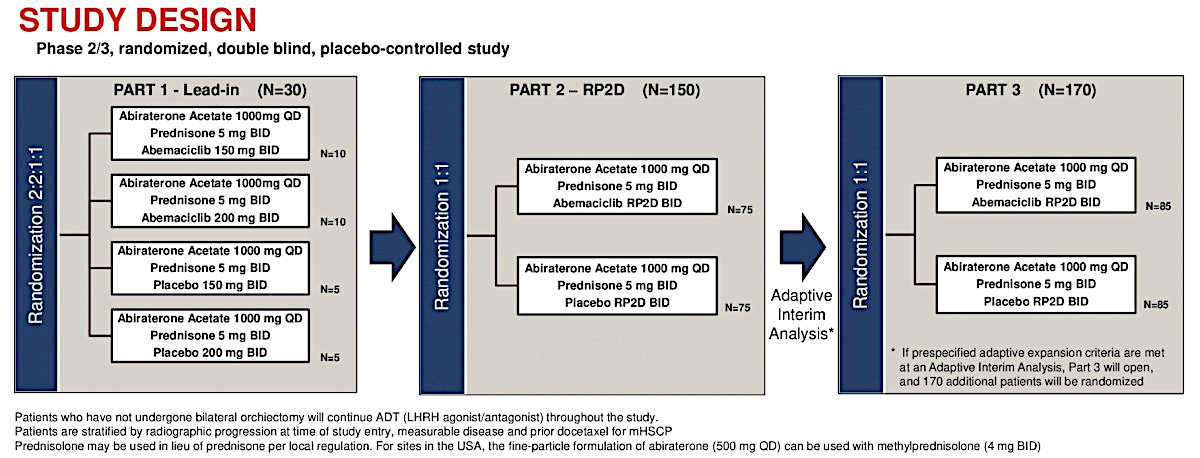 STUDY DESIGN
Phase 2/3, randomized, double blind, placebo-controlled study
Randomization 2:2:1:1
PART 1 - Lead-in (N=30)
Abiraterone Acetate 1000mg QD
Prednisone 5 mg BID
Abemaciclib 150 mg BID
N=10
Abiraterone Acetate 1000mg QD
Prednisone 5 mg BID
Abemaciclib 200 mg BID
N=10
Abiraterone Acetate 1000 mg QD
Prednisone 5 mg BID
Placebo 150 mg BID
N=5
Abiraterone Acetate 1000 mg QD
Prednisone 5 mg BID
Placebo 200 mg BID
N=5
Randomization 1:1
PART 2 – RP2D (N=150)
Abiraterone Acetate 1000 mg QD
Prednisone 5 mg BID
Abemaciclib RP2D BID
N=75
Abiraterone Acetate 1000 mg QD
Prednisone 5 mg BID
Placebo RP2D BID
N=75
Adaptive
Interim
Analysis*
Randomization 1:1
PART 3 (N=170)
Abiraterone Acetate 1000 mg QD
Prednisone 5 mg BID
Abemaciclib RP2D BID
N=85
Abiraterone Acetate 1000 mg QD
Prednisone 5 mg BID
Placebo RP2D BID
N=85
* If prespecified adaptive expansion criteria are met
at an Adaptive Interim Analysis, Part 3 will open,
and 170 additional patients will be randomized
Patients who have not undergone bilateral orchiectomy will continue ADT (LHRH agonist/antagonist) throughout the study.
Patients are stratified by radiographic progression at time of study entry, measurable disease and prior docetaxel for mHSCP
Prednisolone may be used in lieu of prednisone per local regulation. For sites in the USA, the fine-particle formulation of abiraterone (500 mg QD) can be used with methylprednisolone (4 mg BID)